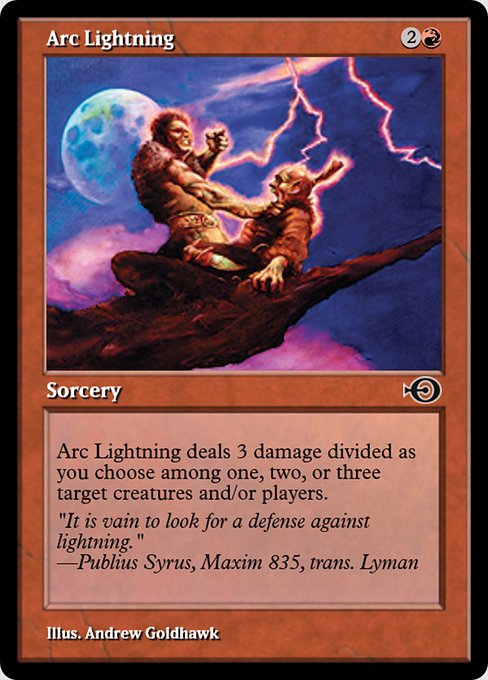 Arc Lightning 2
Sorcery
Arc Lightning deals 3 damage divided as
you choose among one, two, or three
target creatures and/or players.
"It is vain to look for a defense against
lightning."
—Publius Syrus, Maxim 835, trans. Lyman
Illus. Andrew Goldhawk